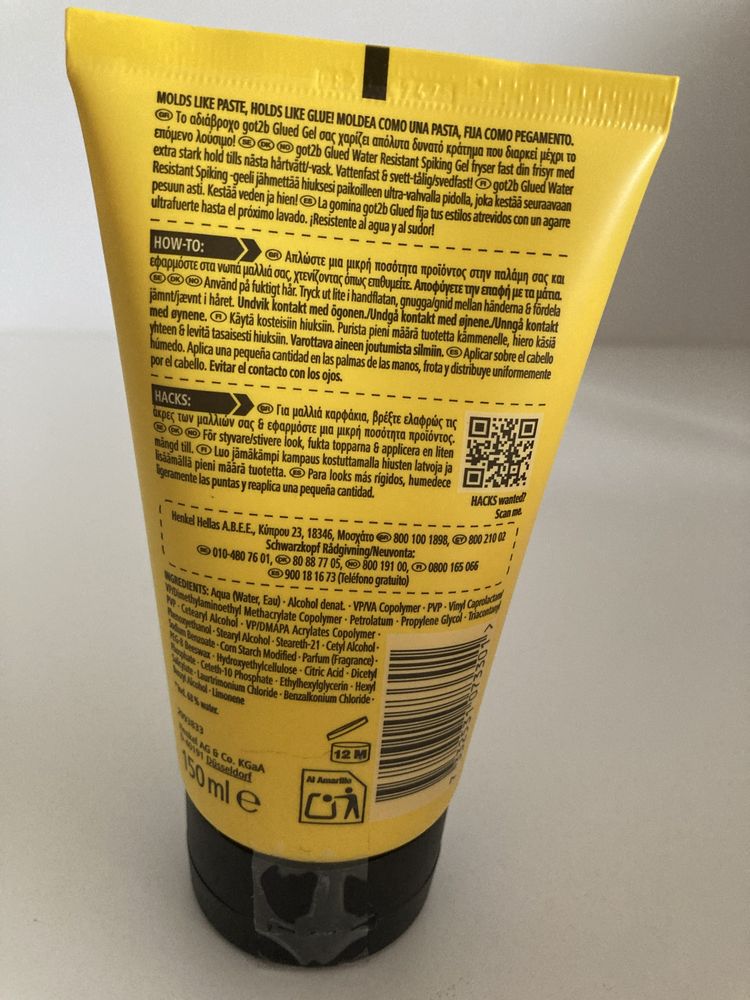 MOLDS LIKE PASTE, HOLDS LIKE GLUE! MOLDEA COMO UNA PASTA, FIJA COMO PEGAMENTO.
GR Το αδιάβροχο got2b Glued Gel σας χαρίζει απόλυτα δυνατό κράτημα που διαρκεί μέχρι το
επόμενο λούσιμο! SE DK NO got2b Glued Water Resistant Spiking Gel fryser fast din frisyr med
extra stark hold tills nästa hårtvätt/-vask. Vattenfast & svett-tålig/svedfast! FI got2b Glued Water
Resistant Spiking -geeli jähmettää hiuksesi paikoilleen ultra-vahvalla pidolla, joka kestää seuraavaan
pesuun asti. Kestää veden ja hien! ES La gomina got2b Glued fija tus estilos atrevidos con un agarre
ultrafuerte hasta el próximo lavado. ¡Resistente al agua y al sudor!
HOW-TO: GR Απλώστε μια μικρή ποσότητα προϊόντος στην παλάμη σας και
εφαρμόστε στα νωπά μαλλιά σας, χτενίζοντας όπως επιθυμείτε. Αποφύγετε την επαφή με τα μάτια.
SE DK NO Använd på fuktigt hår. Tryck ut lite i handflatan, gnugga/gnid mellan händerna & fördela
jämnt/jævnt i håret. Undvik kontakt med ögonen./Undgå kontakt med øjnene./Unngå kontakt
med øynene. FI Käytä kosteisiin hiuksiin. Purista pieni määrä tuotetta kämmenelle, hiero käsiä
yhteen & levitä tasaisesti hiuksiin. Varottava aineen joutumista silmiin. ES Aplicar sobre el cabello
húmedo. Aplica una pequeña cantidad en las palmas de las manos, frota y distribuye uniformemente
por el cabello. Evitar el contacto con los ojos.
HACKS: GR Για μαλλιά καρφάκια, βρέξτε ελαφρώς τις
άκρες των μαλλιών σας & εφαρμόστε μια μικρή ποσότητα προϊόντος.
SE DK NO För styvare/stivere look, fukta topparna & applicera en liten
mängd till. FI Luo jämäkämpi kampaus kostuttamalla hiusten latvoja ja
lisäämällä pieni määrä tuotetta. ES Para looks más rígidos, humedece
ligeramente las puntas y reaplica una pequeña cantidad.
HACKS wanted?
Scan me.
Henkel Hellas A.B.E.E., Κύπρου 23, 18346, Μοσχάτο GR 800 100 1898, CY 800 210 02
Schwarzkopf Rådgivning/Neuvonta:
SE 010-480 76 01, DK 80 88 77 05, NO 800 191 00, FI 0800 165 066
ES 900 18 16 73 (Teléfono gratuito)
INGREDIENTS: Aqua (Water, Eau) · Alcohol denat. · VP/VA Copolymer · PVP · Vinyl Caprolactam/
VP/Dimethylaminoethyl Methacrylate Copolymer · Petrolatum · Propylene Glycol · Triacontanyl
PVP · Cetearyl Alcohol · VP/DMAPA Acrylates Copolymer ·
Phenoxyethanol · Stearyl Alcohol · Steareth-21 · Cetyl Alcohol ·
Sodium Benzoate · Corn Starch Modified · Parfum (Fragrance) ·
PEG-8 Beeswax · Hydroxyethylcellulose · Citric Acid · Dicetyl
Phosphate · Ceteth-10 Phosphate · Ethylhexylglycerin · Hexyl
Salicylate · Laurtrimonium Chloride · Benzalkonium Chloride ·
Benzyl Alcohol · Limonene
2993833
Henkel AG & Co. KGaA
D-40191 Düsseldorf
150 ml e
12 M
Al Amarillo